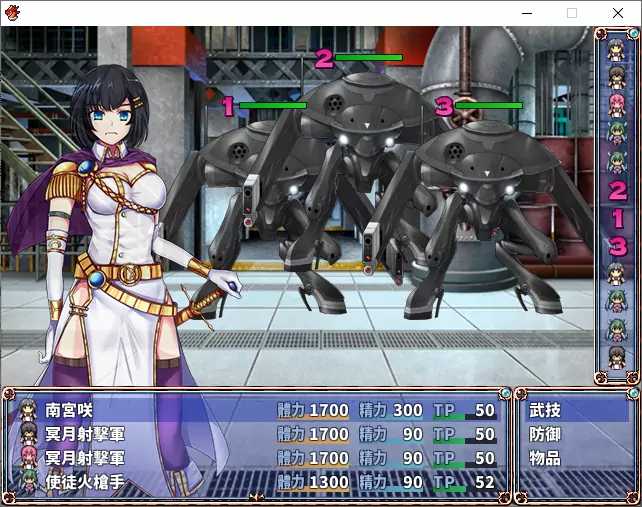 2
1
3
2
1
3
南宮咲 體力 1700 精力 300 TP 50
冥月射擊軍 體力 1700 精力 90 TP 50
冥月射擊軍 體力 1700 精力 90 TP 50
使徒火槍手 體力 1300 精力 90 TP 52
武技
防御
物品